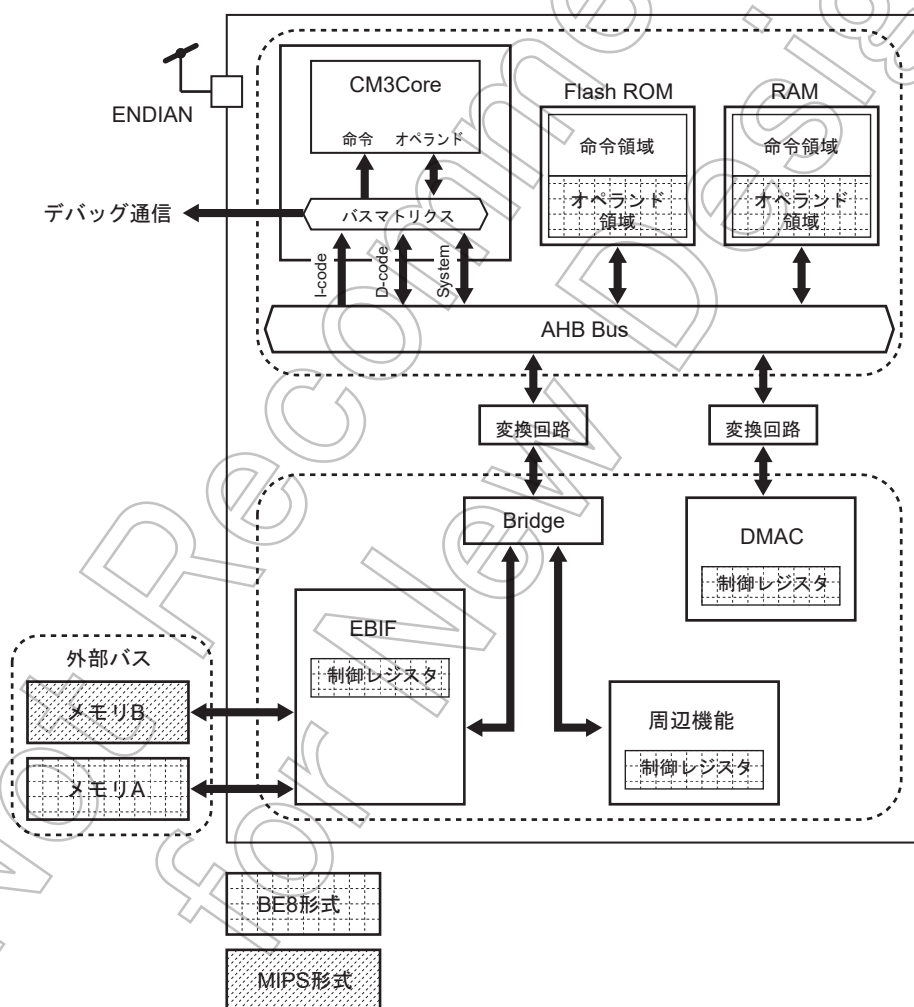 CM3Core
命令 オペランド
Flash ROM
命令領域
オペランド
領域
RAM
命令領域
オペランド
領域
ENDIAN
デバッグ通信
バスマトリクス
I-code
D-code
System
AHB Bus
変換回路
変換回路
Bridge
DMAC
制御レジスタ
EBIF
制御レジスタ
周辺機能
制御レジスタ
外部バス
メモリB
メモリA
BE8形式
MIPS形式
Not Recomme
for New Desig